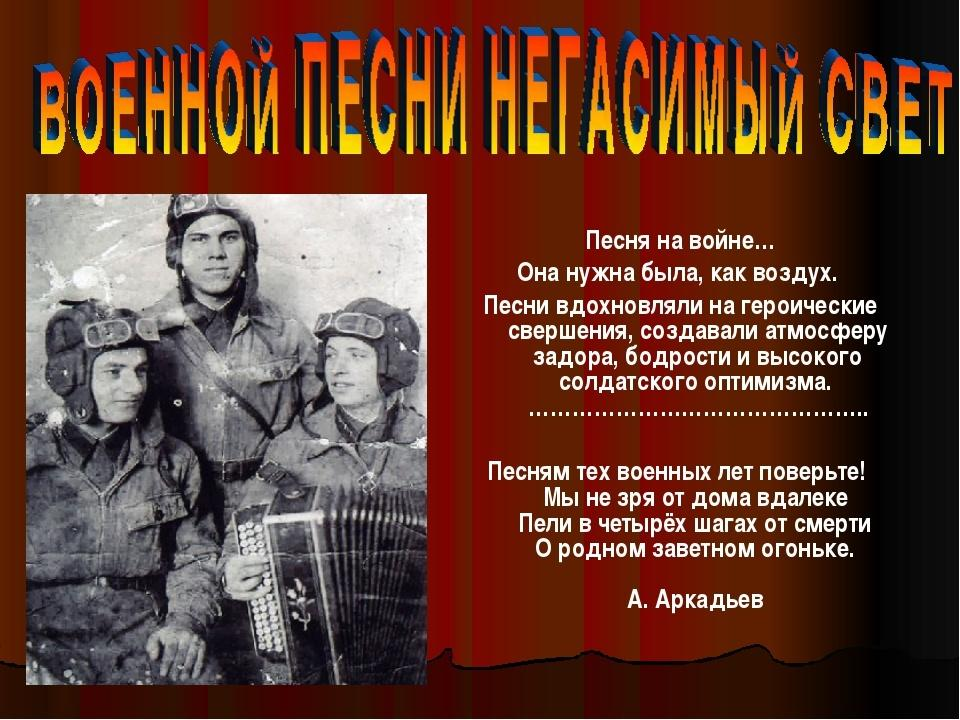 ВОЕННОЙ ПЕСНИ НЕГАСИМЫЙ СВЕТ
Песня на войне…
Она нужна была, как воздух.
Песни вдохновляли на героические
свершения, создавали атмосферу
задора, бодрости и высокого
солдатского оптимизма.
………………………………………..
Песням тех военных лет поверьте!
Мы не зря от дома вдалеке
Пели в четырёх шагах от смерти
О родном заветном огоньке.
А. Аркадьев